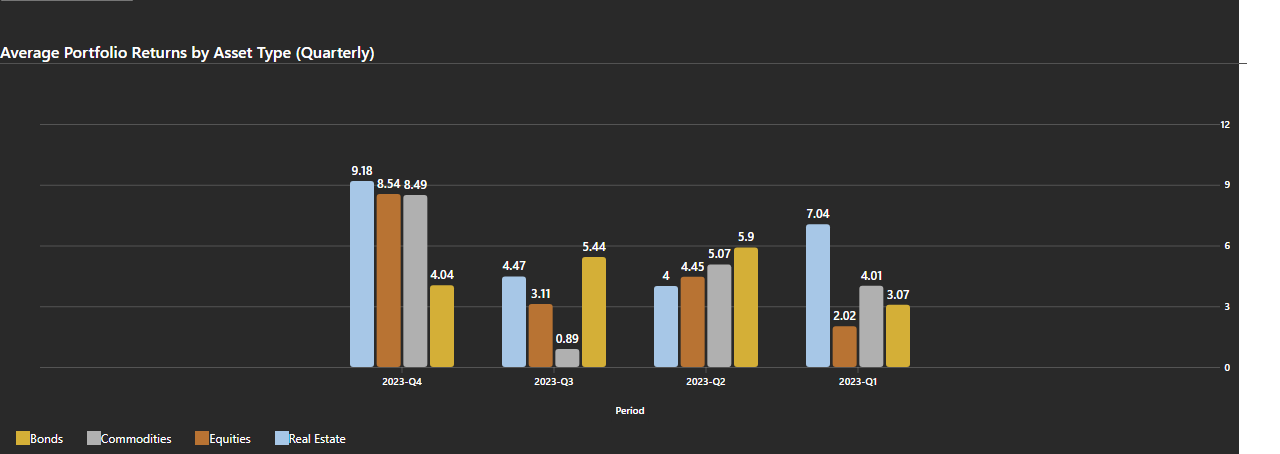 Average Portfolio Returns by Asset Type (Quarterly)
12
9
6
3
0
9.18
8.54
8.49
4.04
4.47
3.11
0.89
5.44
4
4.45
5.07
5.9
7.04
2.02
4.01
3.07
2023-Q4
2023-Q3
2023-Q2
2023-Q1
Period
Bonds
Commodities
Equities
Real Estate